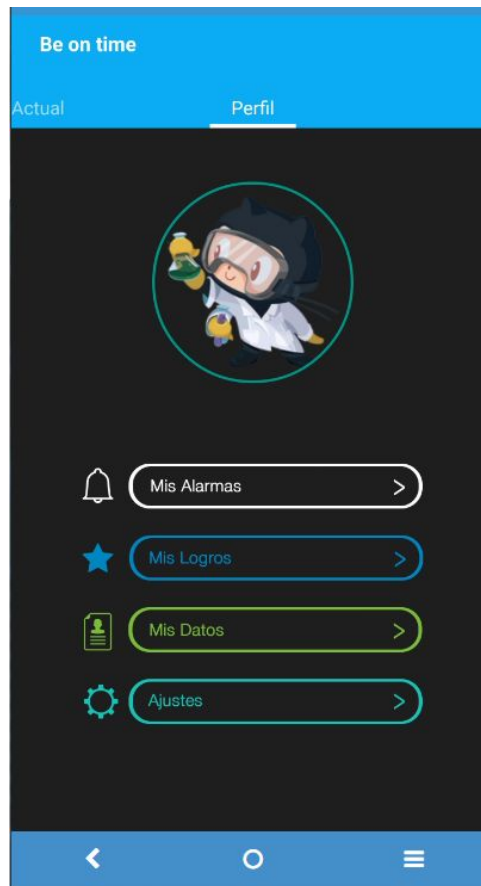 Be on time
Actual
Perfil
Mis Alarmas
Mis Logros
Mis Datos
Ajustes